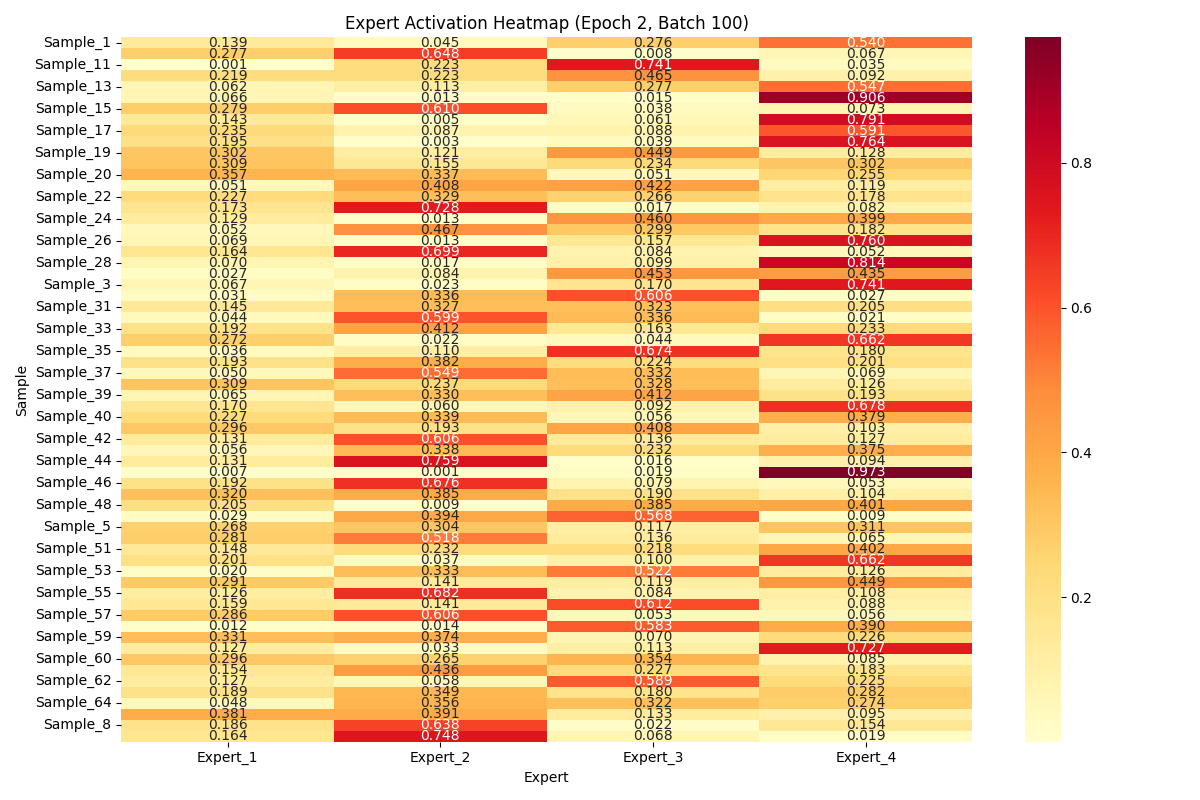 Expert Activation Heatmap (Epoch 2, Batch 100)
Sample_1 0.139 0.045 0.276 0.540
0.277 0.648 0.008 0.067
Sample_11 0.001 0.223 0.741 0.035
0.219 0.223 0.465 0.092
Sample_13 0.062 0.113 0.277 0.547
0.066 0.013 0.015 0.906
Sample_15 0.279 0.610 0.038 0.073
0.143 0.005 0.061 0.791
Sample_17 0.235 0.087 0.088 0.591
0.195 0.003 0.039 0.764
Sample_19 0.302 0.121 0.449 0.128
0.309 0.155 0.234 0.302
Sample_20 0.357 0.337 0.051 0.255
0.051 0.408 0.422 0.119
Sample_22 0.227 0.329 0.266 0.178
0.173 0.728 0.017 0.082
Sample_24 0.129 0.013 0.460 0.399
0.052 0.467 0.299 0.182
Sample_26 0.069 0.013 0.157 0.760
0.164 0.699 0.084 0.052
Sample_28 0.070 0.017 0.099 0.814
0.027 0.084 0.453 0.435
Sample_3 0.067 0.023 0.170 0.741
0.031 0.336 0.606 0.027
Sample_31 0.145 0.327 0.323 0.205
0.044 0.599 0.336 0.021
Sample_33 0.192 0.412 0.163 0.233
0.272 0.022 0.044 0.662
Sample_35 0.036 0.110 0.674 0.180
0.193 0.382 0.224 0.201
Sample_37 0.050 0.549 0.332 0.069
0.309 0.237 0.328 0.126
Sample_39 0.065 0.330 0.412 0.193
0.170 0.060 0.092 0.678
Sample_40 0.227 0.339 0.056 0.379
0.296 0.193 0.408 0.103
Sample_42 0.131 0.606 0.136 0.127
0.056 0.338 0.232 0.375
Sample_44 0.131 0.759 0.016 0.094
0.007 0.001 0.019 0.973
Sample_46 0.192 0.676 0.079 0.053
0.320 0.385 0.190 0.104
Sample_48 0.205 0.009 0.385 0.401
0.029 0.394 0.568 0.009
Sample_5 0.268 0.304 0.117 0.311
0.281 0.518 0.136 0.065
Sample_51 0.148 0.232 0.218 0.402
0.201 0.037 0.100 0.662
Sample_53 0.020 0.333 0.522 0.126
0.291 0.141 0.119 0.449
Sample_55 0.126 0.682 0.084 0.108
0.159 0.141 0.612 0.088
Sample_57 0.286 0.606 0.053 0.056
0.012 0.014 0.583 0.390
Sample_59 0.331 0.374 0.070 0.226
0.127 0.033 0.113 0.727
Sample_60 0.296 0.265 0.354 0.085
0.154 0.436 0.227 0.183
Sample_62 0.127 0.058 0.589 0.225
0.189 0.349 0.180 0.282
Sample_64 0.048 0.356 0.322 0.274
0.381 0.391 0.133 0.095
Sample_8 0.186 0.638 0.022 0.154
0.164 0.748 0.068 0.019
Expert_1 Expert_2 Expert_3 Expert_4
Expert
Sample
0.8
0.6
0.4
0.2